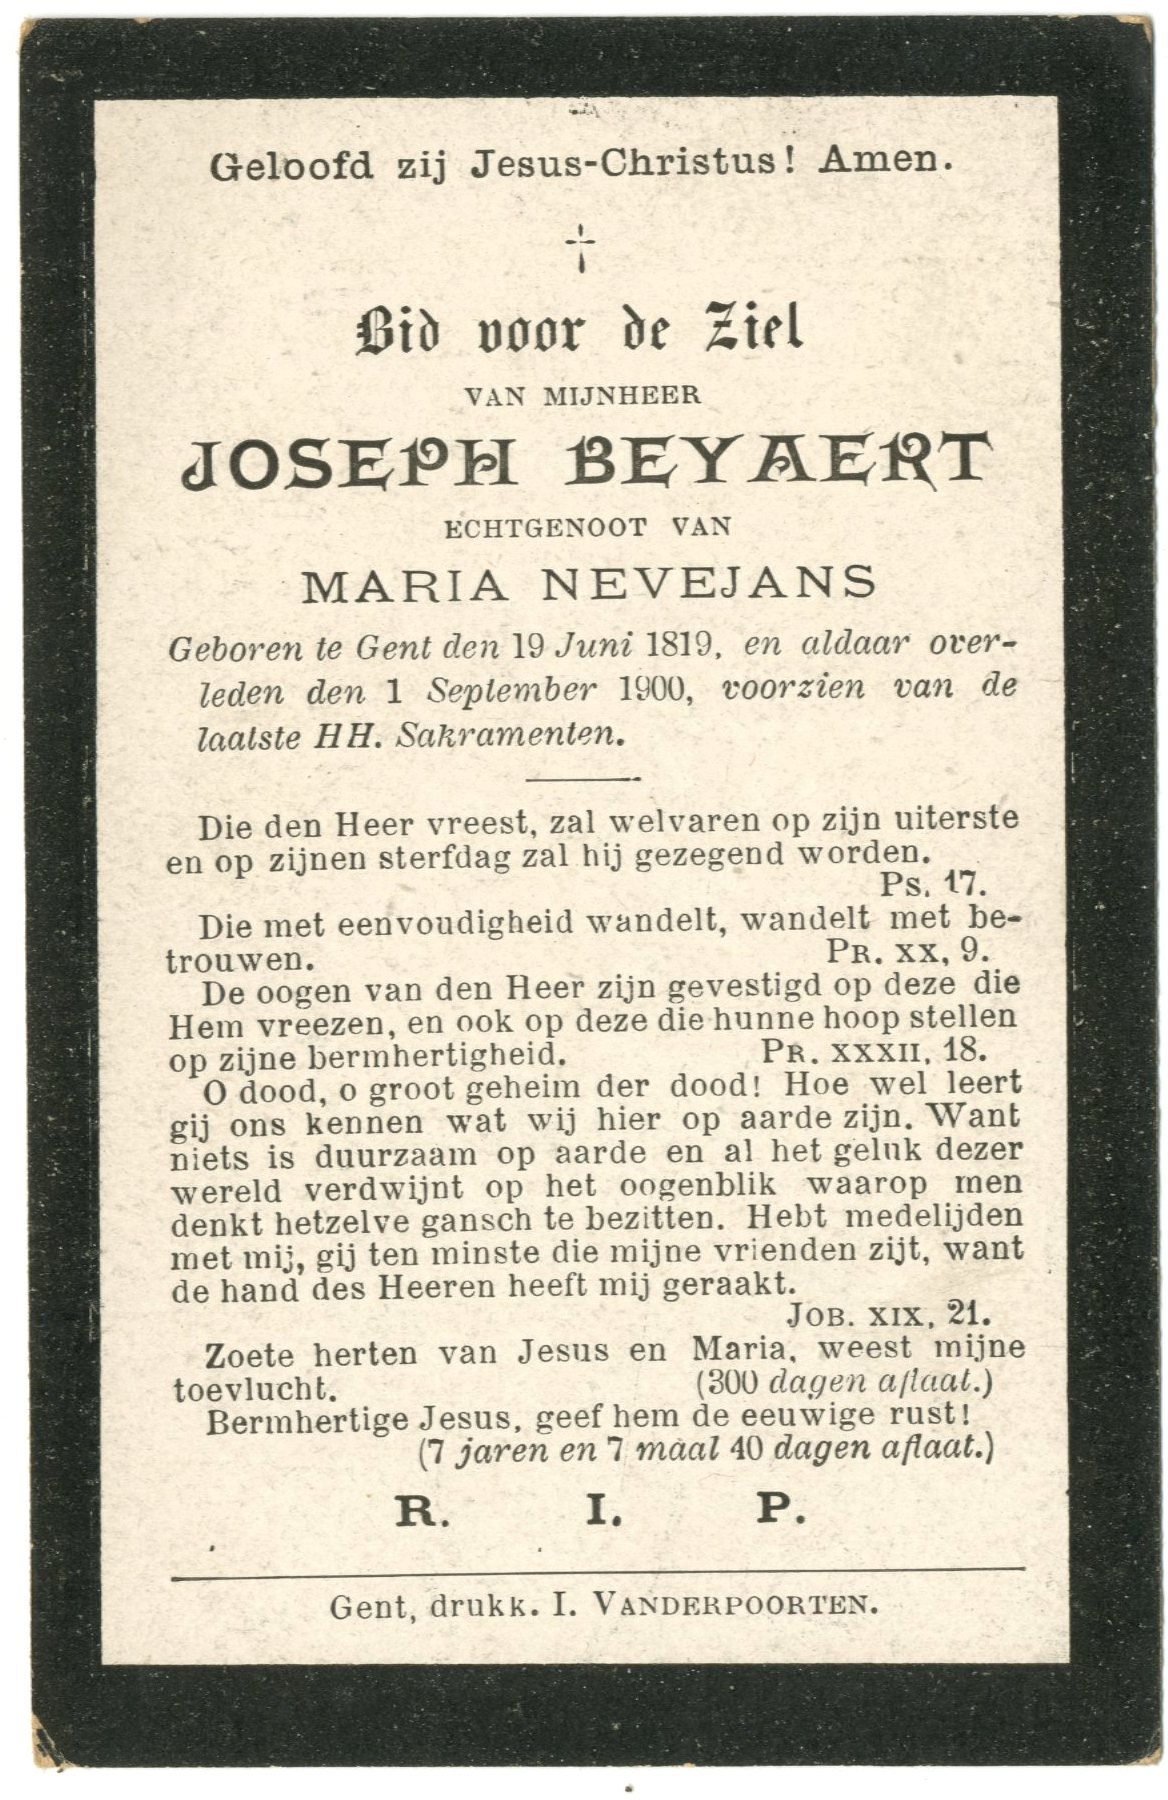 Geloofd zij Jesus-Christus! Amen.
Bid voor de Ziel
VAN MIJNHEER
JOSEPH BEYAERT
ECHTGENOOT VAN
MARIA NEVEJANS
Geboren te Gent den 19 Juni 1819, en aldaar over-
leden den 1 September 1900, voorzien van de
laatste HH. Sakramenten.
Die den Heer vreest, zal welvaren op zijn uiterste
en op zijnen sterfdag zal hij gezegend worden.
Ps. 17.
Die met eenvoudigheid wandelt, wandelt met be-
trouwen. PR. XX, 9.
De oogen van den Heer zijn gevestigd op deze die
Hem vreezen, en ook op deze die hunne hoop stellen
op zijne bermhertigheid. PR. XXXII, 18.
O dood, o groot geheim der dood! Hoe wel leert
gij ons kennen wat wij hier op aarde zijn. Want
niets is duurzaam op aarde en al het geluk dezer
wereld verdwijnt op het oogenblik waarop men
denkt hetzelve gansch te bezitten. Hebt medelijden
met mij, gij ten minste die mijne vrienden zijt, want
de hand des Heeren heeft mij geraakt.
JOB. XIX, 21.
Zoete herten van Jesus en Maria, weest mijne
toevlucht. (300 dagen aflaat.)
Bermhertige Jesus, geef hem de eeuwige rust!
(7 jaren en 7 maal 40 dagen aflaat.)
R. I. P.
Gent, drukk. I. VANDERPOORTEN.